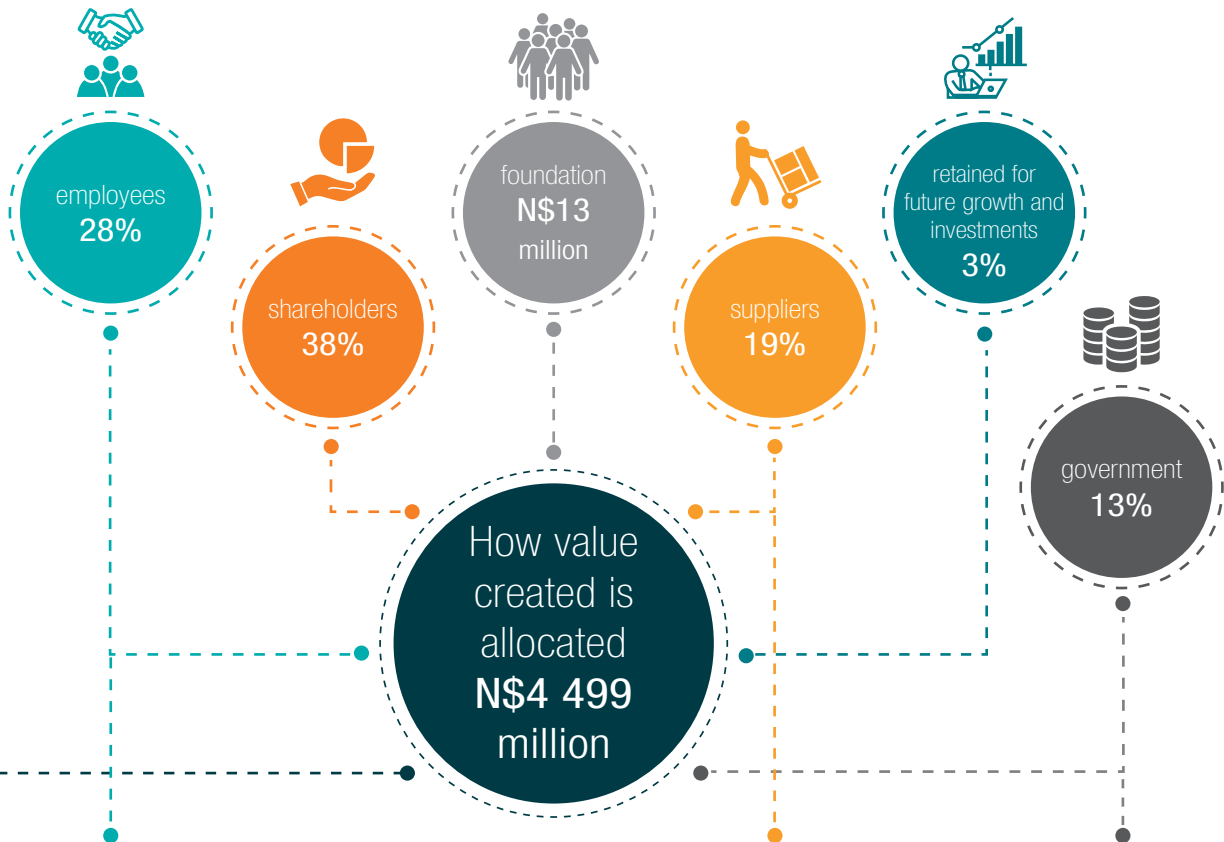 employees
28%
shareholders
38%
foundation
N$13
million
suppliers
19%
retained for
future growth and
investments
3%
government
13%
How value
created is
allocated
N$4 499
million